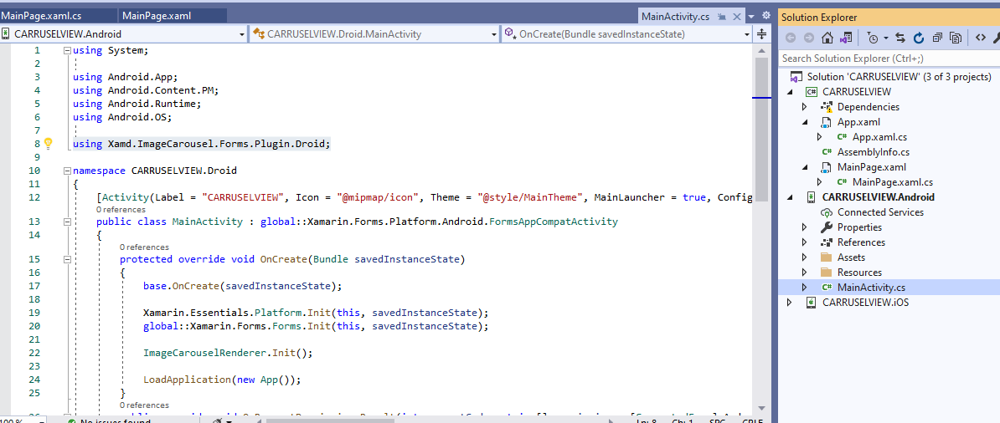 MainPage.xaml.cs MainPage.xaml MainActivity.cs
CARRUSELVIEW.Android CARRUSELVIEW.Droid.MainActivity OnCreate(Bundle savedInstanceState)
1 using System;
2
3 using Android.App;
4 using Android.Content.PM;
5 using Android.Runtime;
6 using Android.OS;
7
8 using Xamd.ImageCarousel.Forms.Plugin.Droid;
9
10 namespace CARRUSELVIEW.Droid
11 {
12 [Activity(Label = "CARRUSELVIEW", Icon = "@mipmap/icon", Theme = "@style/MainTheme", MainLauncher = true, Config
0 references
13 public class MainActivity : global::Xamarin.Forms.Platform.Android.FormsAppCompatActivity
14 {
0 references
15 protected override void OnCreate(Bundle savedInstanceState)
16 {
17 base.OnCreate(savedInstanceState);
18
19 Xamarin.Essentials.Platform.Init(this, savedInstanceState);
20 global::Xamarin.Forms.Forms.Init(this, savedInstanceState);
21
22 ImageCarouselRenderer.Init();
23
24 LoadApplication(new App());
25 }
0 references
No issues found
Solution Explorer
Search Solution Explorer (Ctrl+;)
Solution 'CARRUSELVIEW' (3 of 3 projects)
C# CARRUSELVIEW
Dependencies
App.xaml
C# App.xaml.cs
C# AssemblyInfo.cs
MainPage.xaml
C# MainPage.xaml.cs
CARRUSELVIEW.Android
Connected Services
Properties
References
Assets
Resources
C# MainActivity.cs
CARRUSELVIEW.iOS